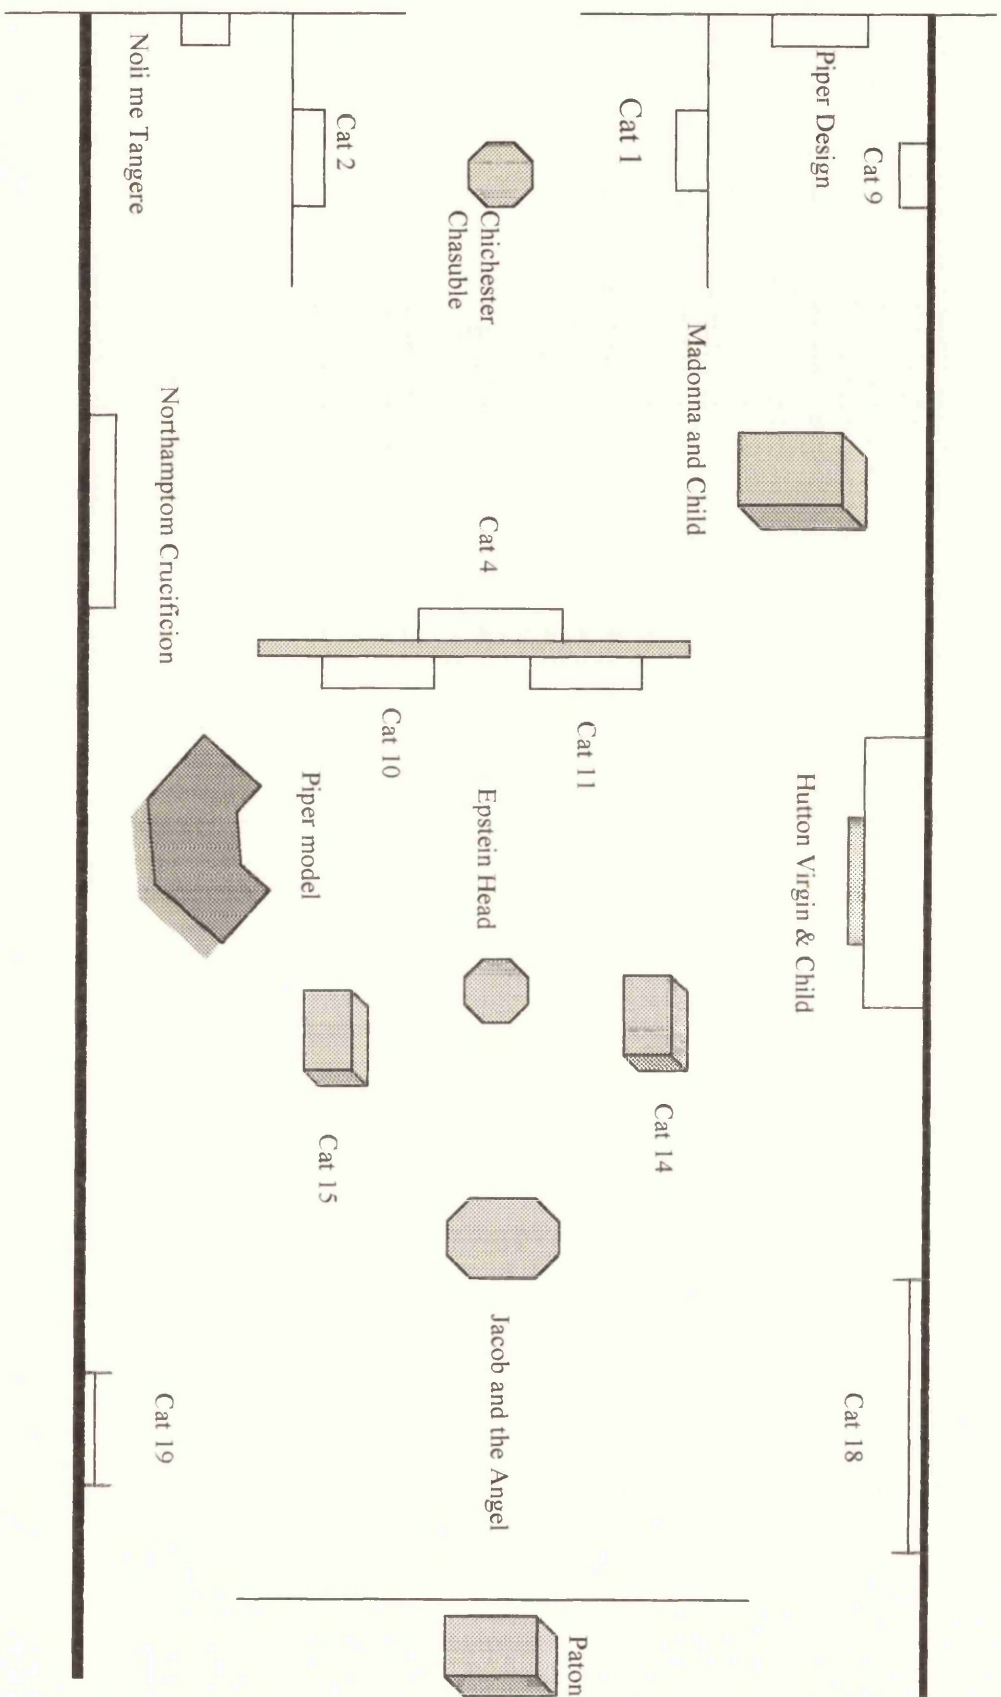 Cat 9
Piper Design
Cat 18
Hutton Virgin & Child
Madonna and Child
Cat 14
Cat 1
Paton
Cat 11
Chichester
Chasuble
Cat 4
Epstein Head
Jacob and the Angel
Cat 10
Cat 2
Cat 15
Piper model
Northamptom Crucificion
Cat 19
Noli me Tangere